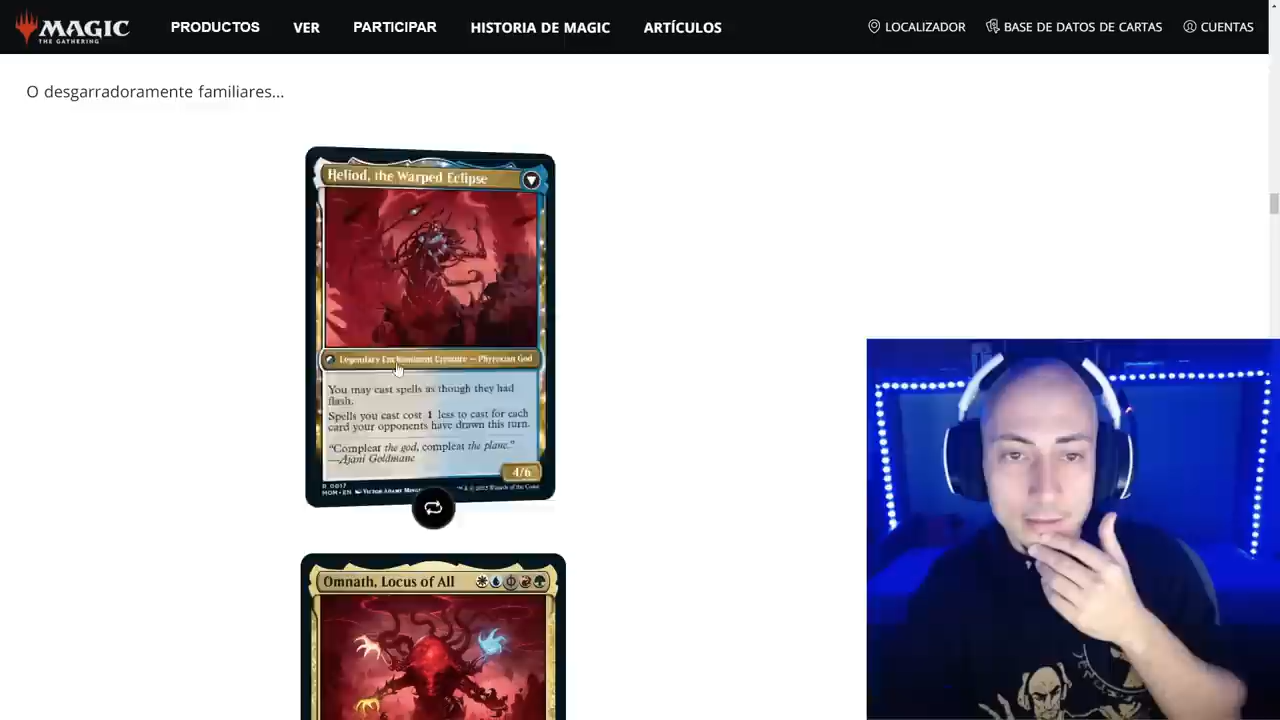 MAGIC
THE GATHERING
PRODUCTOS
VER
PARTICIPAR
HISTORIA DE MAGIC
ARTÍCULOS
LOCALIZADOR
BASE DE DATOS DE CARTAS
CUENTAS
O desgarradoramente familiares...
Heliod, the Warped Eclipse
Legendary Enchantment Creature — Phyrexian God
You may cast spells as though they had
flash.
Spells you cast cost 1 less to cast for each
card your opponents have drawn this turn.
"Compleat the god, compleat the plane."
—Ajani Goldmane
4/6
R 0017
MOM • EN
Omnath, Locus of All